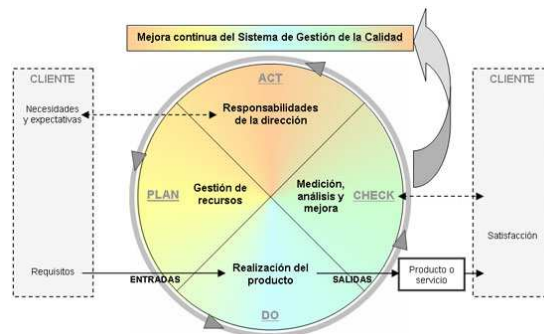 Mejora continua del Sistema de Gestión de la Calidad
CLIENTE
Necesidades
y expectativas
Requisitos
ACT
Responsabilidades
de la dirección
PLAN
Gestión de
recursos
Medición,
análisis y
mejora
CHECK
ENTRADAS
Realización del
producto
SALIDAS
DO
Producto o
servicio
CLIENTE
Satisfacción